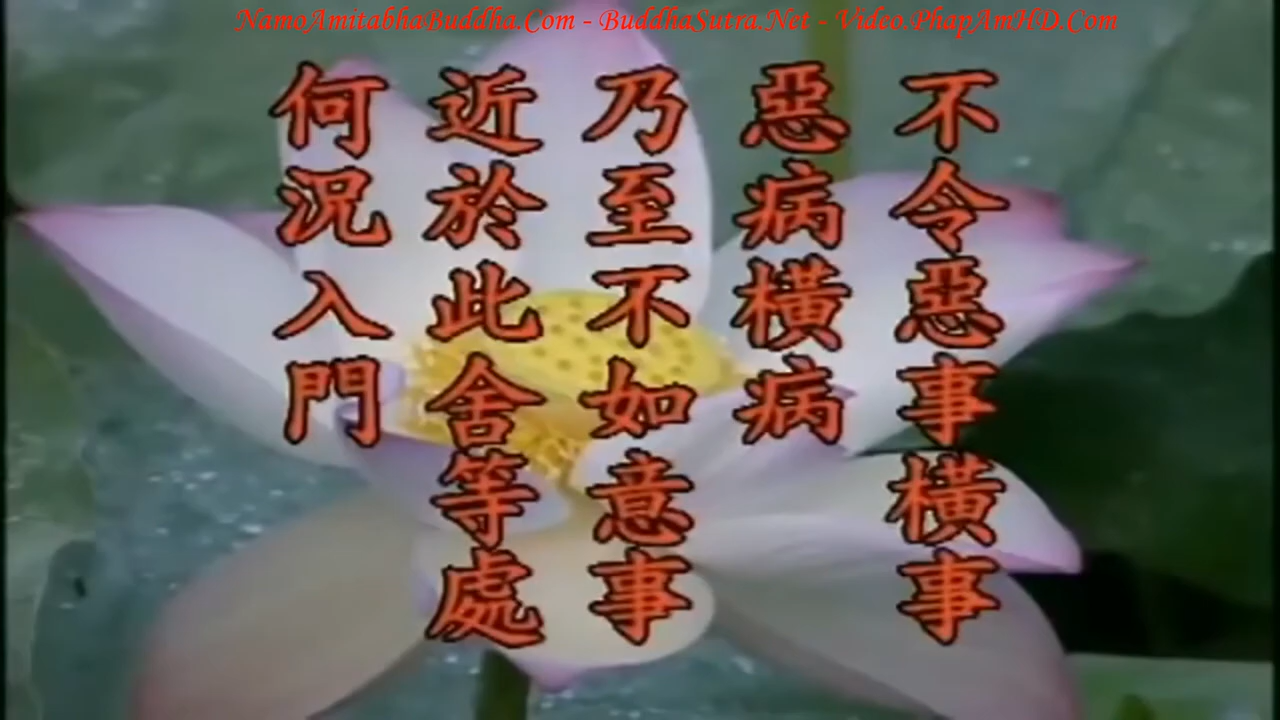 NamoAmitabhaBuddha.Com - BuddhaSutra.Net - Video.PhapAmHD.Com
不令惡事橫事
惡病橫病
乃至不如意事
近於此舍等處
何況入門